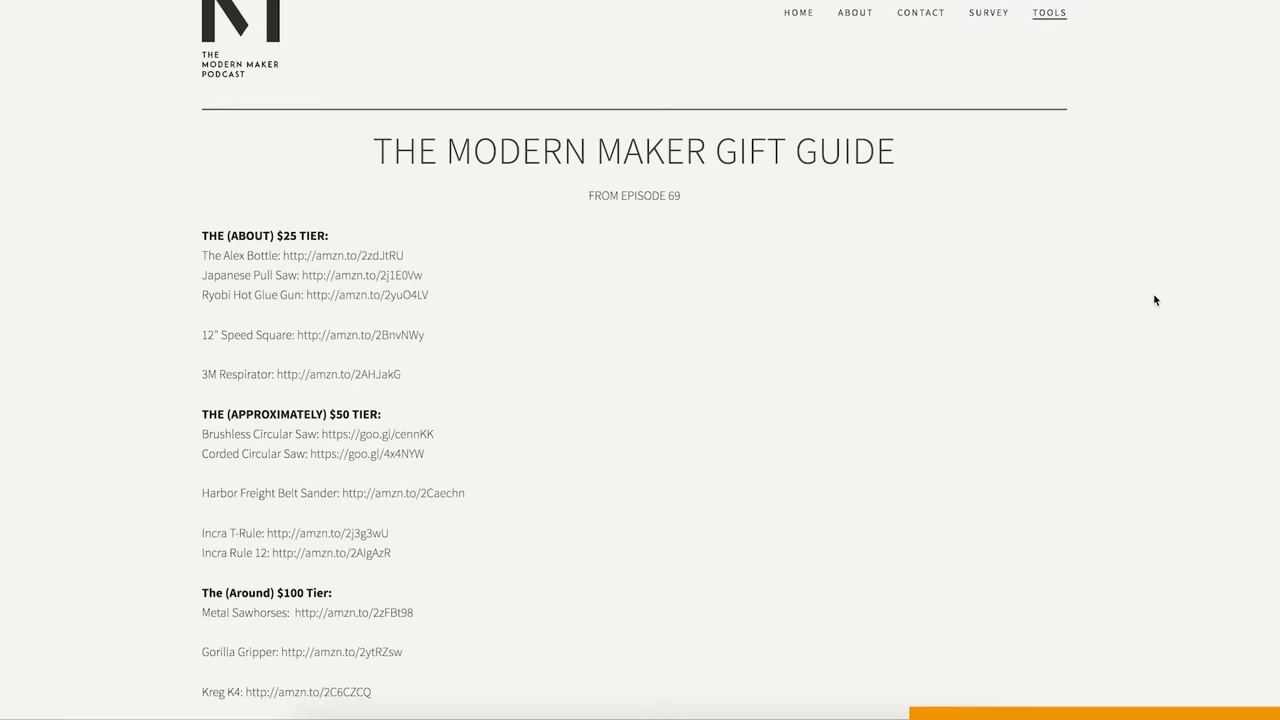 HOME ABOUT CONTACT SURVEY TOOLS
M
THE
MODERN MAKER
PODCAST
THE MODERN MAKER GIFT GUIDE
FROM EPISODE 69
THE (ABOUT) $25 TIER:
The Alex Bottle: http://amzn.to/2zdJtRU
Japanese Pull Saw: http://amzn.to/2j1E0Vw
Ryobi Hot Glue Gun: http://amzn.to/2yuO4LV
12" Speed Square: http://amzn.to/2BnvNWy
3M Respirator: http://amzn.to/2AHJakG
THE (APPROXIMATELY) $50 TIER:
Brushless Circular Saw: https://goo.gl/cennKK
Corded Circular Saw: https://goo.gl/4x4NYW
Harbor Freight Belt Sander: http://amzn.to/2Caechn
Incra T-Rule: http://amzn.to/2j3g3wU
Incra Rule 12: http://amzn.to/2AIgAzR
The (Around) $100 Tier:
Metal Sawhorses:  http://amzn.to/2zFBt98
Gorilla Gripper: http://amzn.to/2ytRZsw
Kreg K4: http://amzn.to/2C6CZCQ